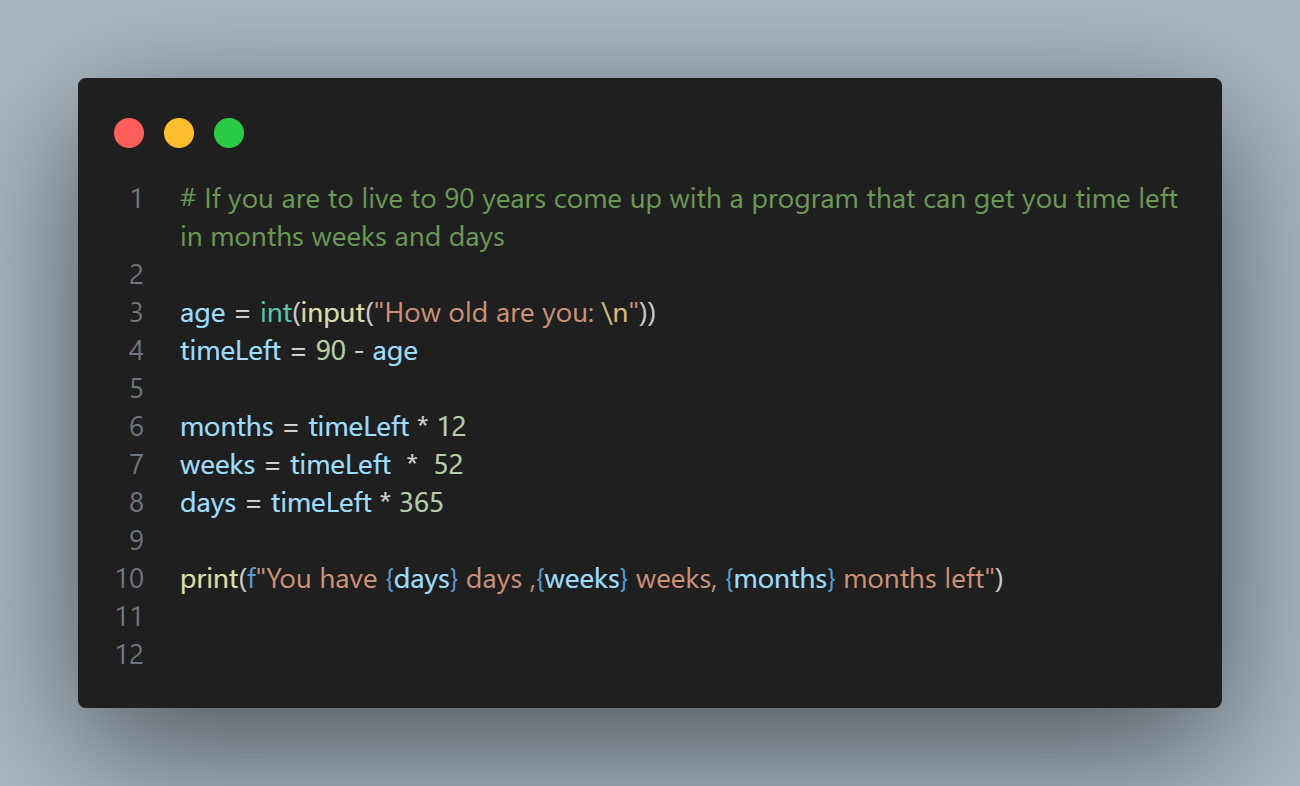 1 # If you are to live to 90 years come up with a program that can get you time left
in months weeks and days
2
3 age = int(input("How old are you: \n"))
4 timeLeft = 90 - age
5
6 months = timeLeft * 12
7 weeks = timeLeft  *  52
8 days = timeLeft * 365
9
10 print(f"You have {days} days ,{weeks} weeks, {months} months left")
11
12